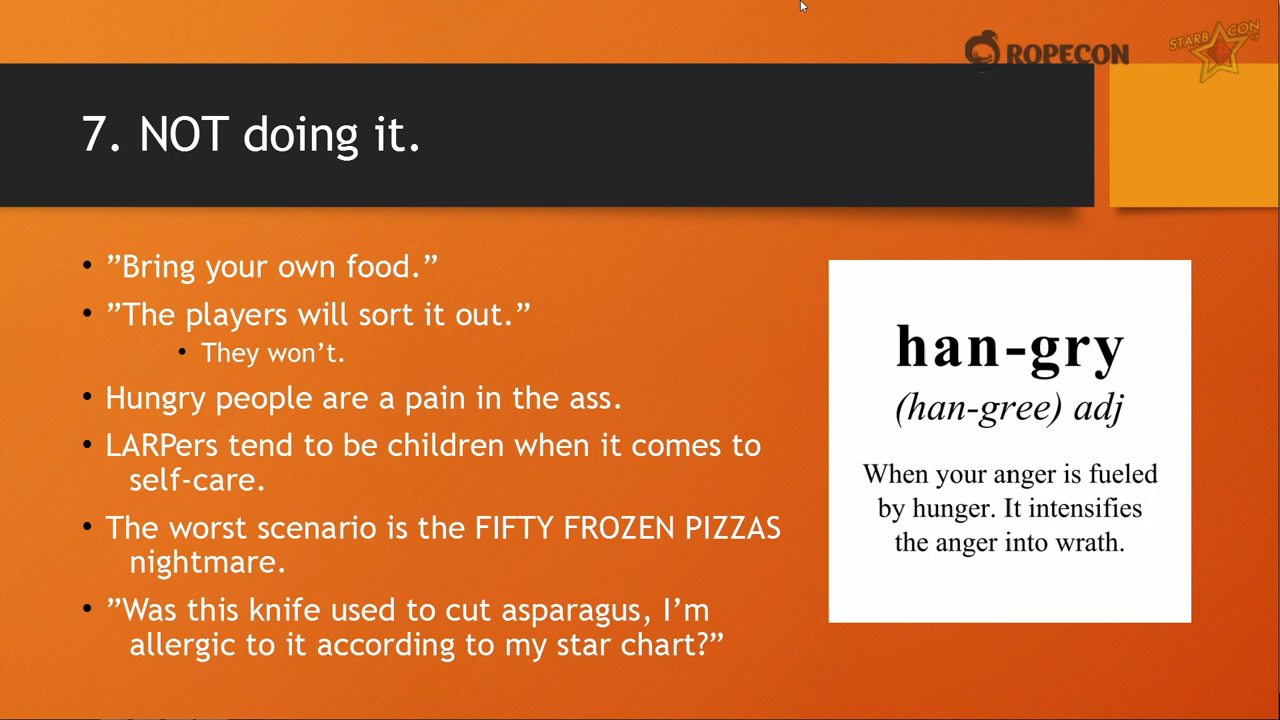 ROPECON
STARBACON
7. NOT doing it.
• ”Bring your own food.”
• ”The players will sort it out.”
• They won’t.
• Hungry people are a pain in the ass.
• LARPers tend to be children when it comes to
self-care.
• The worst scenario is the FIFTY FROZEN PIZZAS
nightmare.
• ”Was this knife used to cut asparagus, I’m
allergic to it according to my star chart?”
han-gry
(han-gree) adj
When your anger is fueled
by hunger. It intensifies
the anger into wrath.